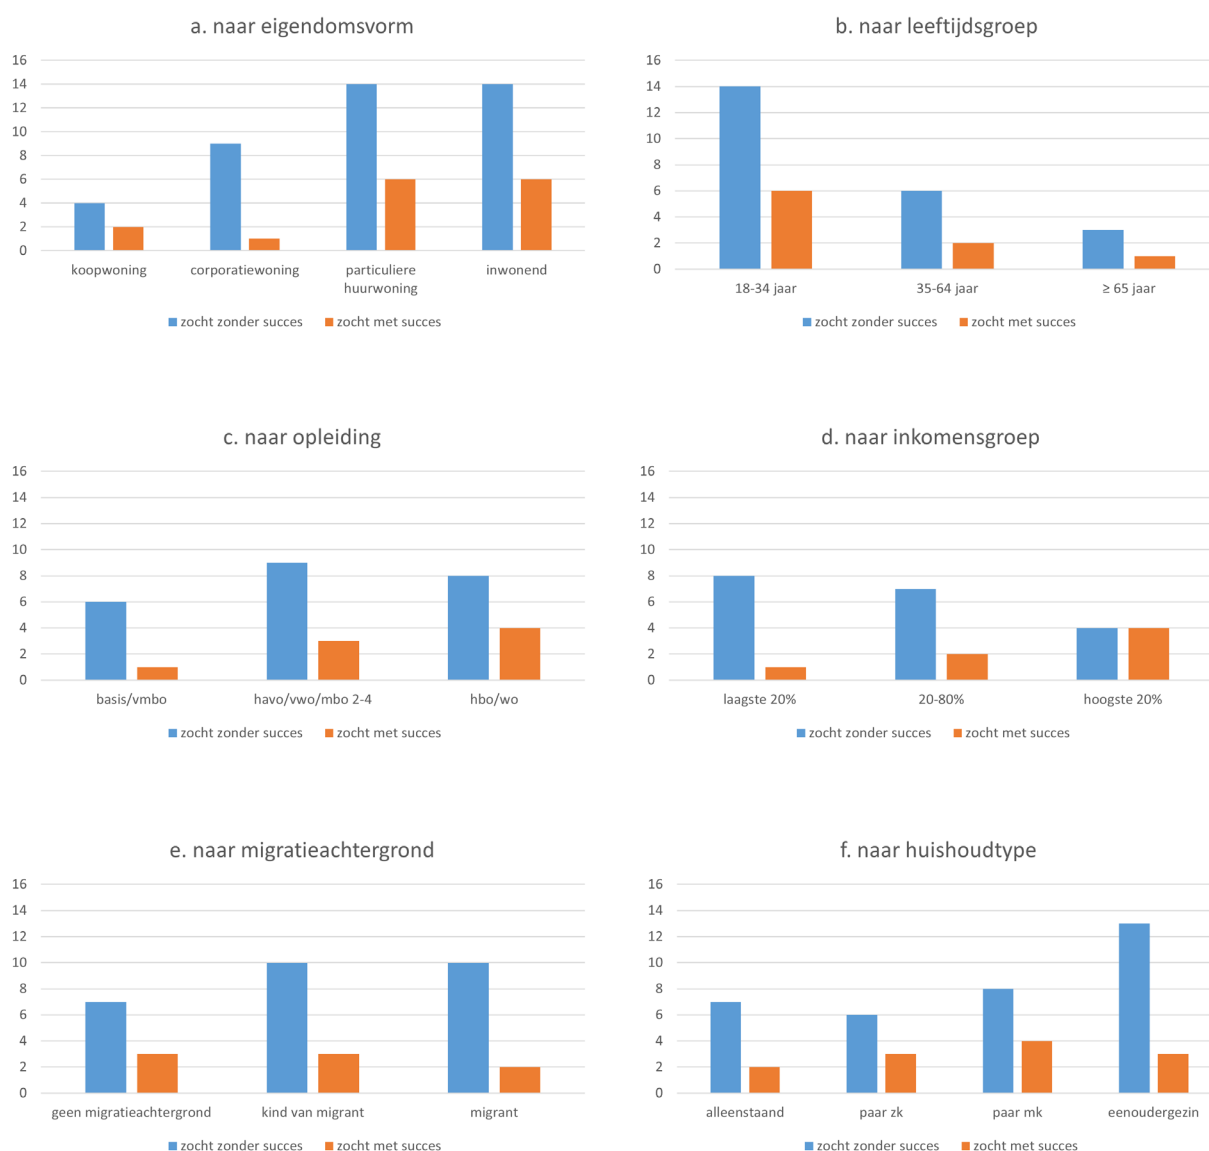 a. naar eigendomsvorm
16
14
12
10
8
6
4
2
0
koopwoning corporatiewoning particuliere inwonend
huurwoning
zocht zonder succes zocht met succes
b. naar leeftijdsgroep
16
14
12
10
8
6
4
2
0
18-34 jaar 35-64 jaar ≥ 65 jaar
zocht zonder succes zocht met succes
c. naar opleiding
16
14
12
10
8
6
4
2
0
basis/vmbo havo/vwo/mbo 2-4 hbo/wo
zocht zonder succes zocht met succes
d. naar inkomensgroep
16
14
12
10
8
6
4
2
0
laagste 20% 20-80% hoogste 20%
zocht zonder succes zocht met succes
e. naar migratieachtergrond
16
14
12
10
8
6
4
2
0
geen migratieachtergrond kind van migrant migrant
zocht zonder succes zocht met succes
f. naar huishoudtype
16
14
12
10
8
6
4
2
0
alleenstaand paar zk paar mk eenoudergezin
zocht zonder succes zocht met succes